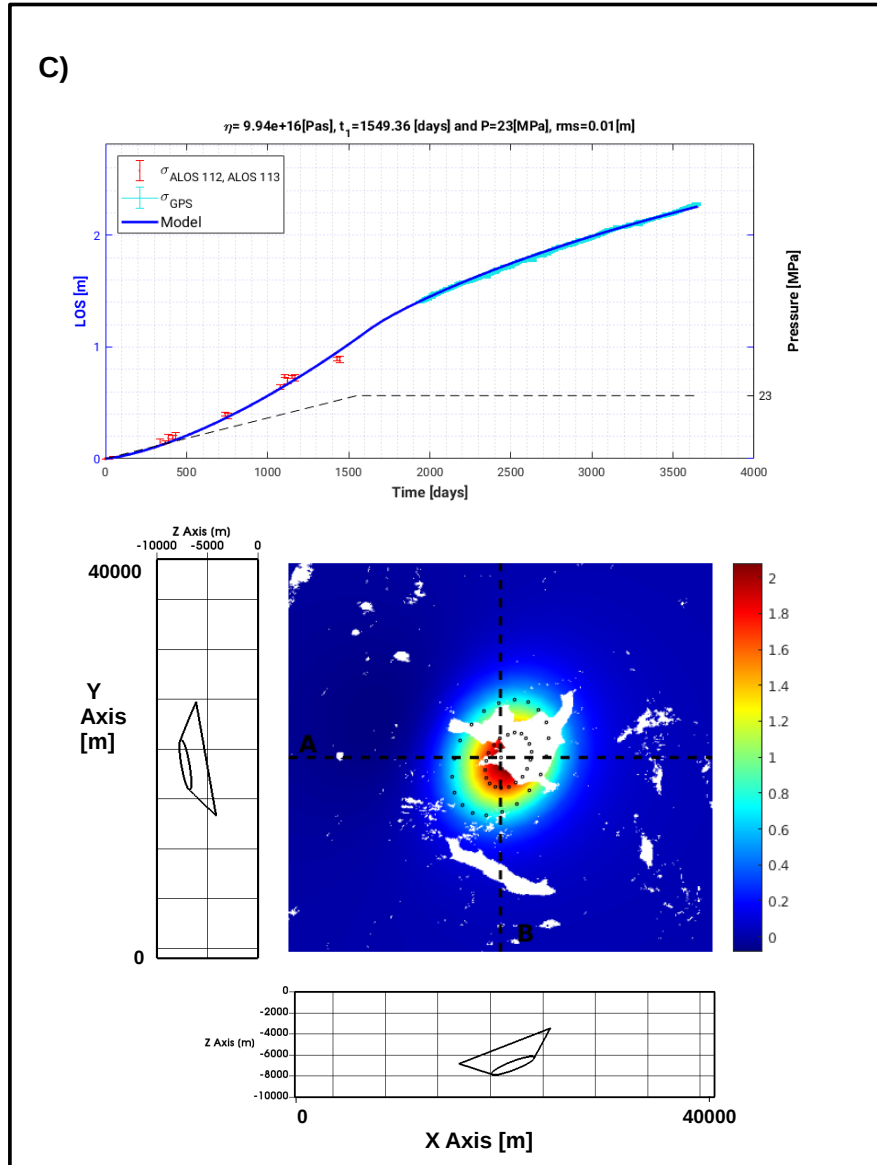 C)
η= 9.94e+16[Pas], t1=1549.36 [days] and P=23[MPa], rms=0.01[m]
σALOS 112, ALOS 113
σGPS
Model
LOS [m]
2
1
0
Pressure [MPa]
23
0 500 1000 1500 2000 2500 3000 3500 4000
Time [days]
Z Axis (m)
-10000 -5000 0
40000
Y
Axis
[m]
0
A
B
2
1.8
1.6
1.4
1.2
1
0.8
0.6
0.4
0.2
0
0
-2000
-4000
Z Axis (m)
-6000
-8000
-10000
0 40000
X Axis [m]